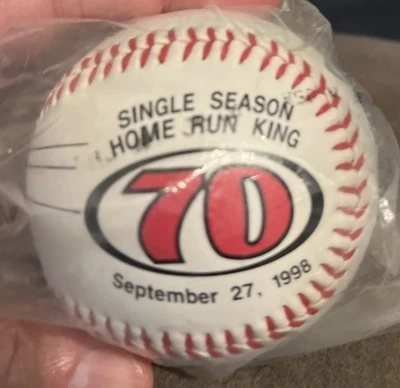 SINGLE SEASON
HOME RUN KING
70
September 27, 1998